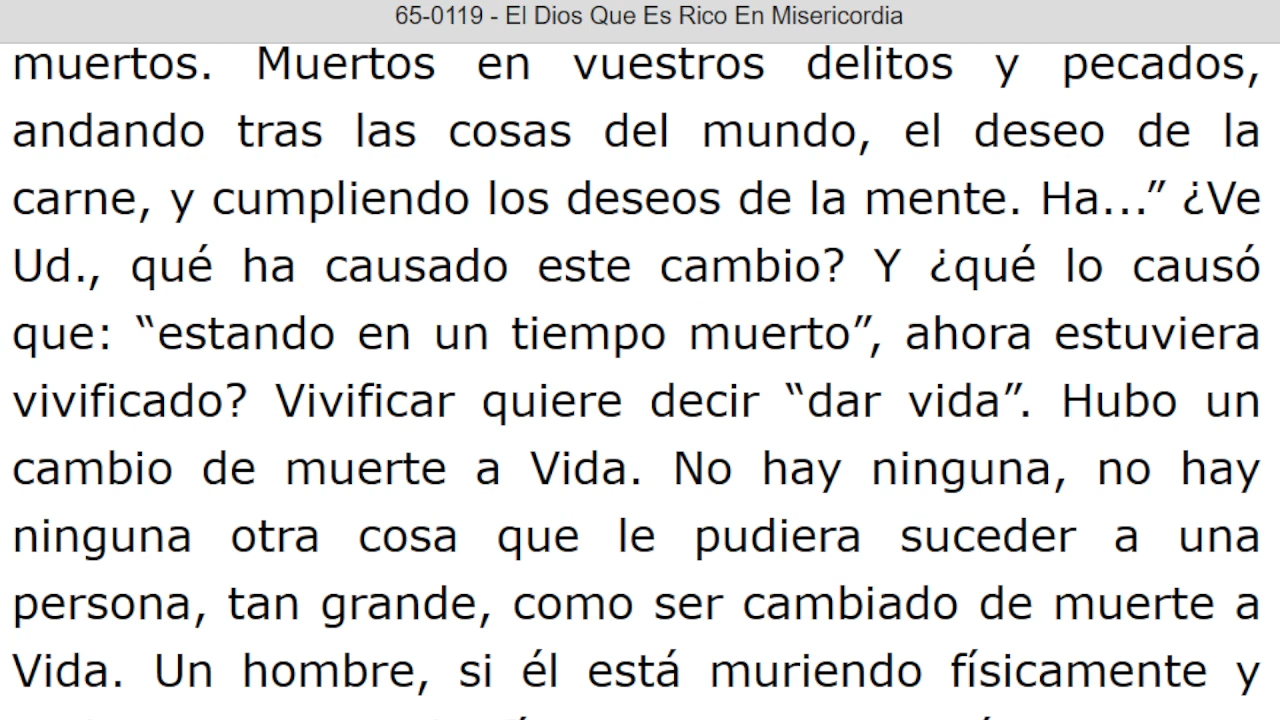 65-0119 - El Dios Que Es Rico En Misericordia
muertos. Muertos en vuestros delitos y pecados,
andando tras las cosas del mundo, el deseo de la
carne, y cumpliendo los deseos de la mente. Ha...” ¿Ve
Ud., qué ha causado este cambio? Y ¿qué lo causó
que: “estando en un tiempo muerto”, ahora estuviera
vivificado? Vivificar quiere decir “dar vida”. Hubo un
cambio de muerte a Vida. No hay ninguna, no hay
ninguna otra cosa que le pudiera suceder a una
persona, tan grande, como ser cambiado de muerte a
Vida. Un hombre, si él está muriendo físicamente y